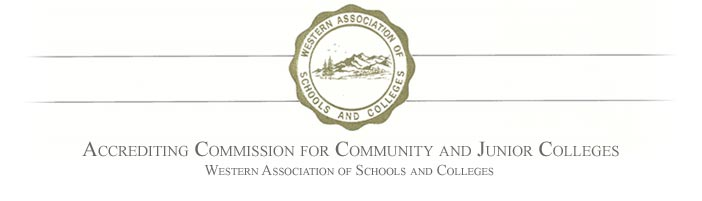 WESTERN ASSOCIATION OF
SCHOOLS AND COLLEGES
ACCREDITING COMMISSION FOR COMMUNITY AND JUNIOR COLLEGES
WESTERN ASSOCIATION OF SCHOOLS AND COLLEGES